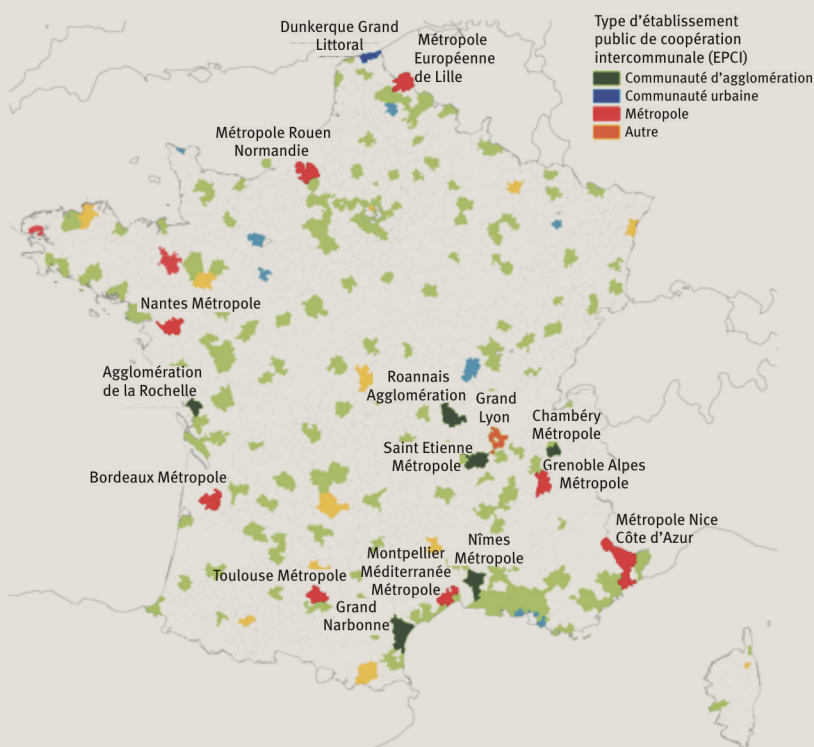 Dunkerque Grand
Littoral
Métropole
Européenne
de Lille
Type d'établissement
public de coopération
intercommunale (EPCI)
Communauté d'agglomération
Communauté urbaine
Métropole
Autre
Métropole Rouen
Normandie
Nantes Métropole
Agglomération
de la Rochelle
Roannais
Agglomération
Grand
Lyon
Chambéry
Métropole
Saint Etienne
Métropole
Grenoble Alpes
Métropole
Bordeaux Métropole
Métropole Nice
Côte d'Azur
Nîmes
Métropole
Montpellier
Méditerranée
Métropole
Toulouse Métropole
Grand
Narbonne